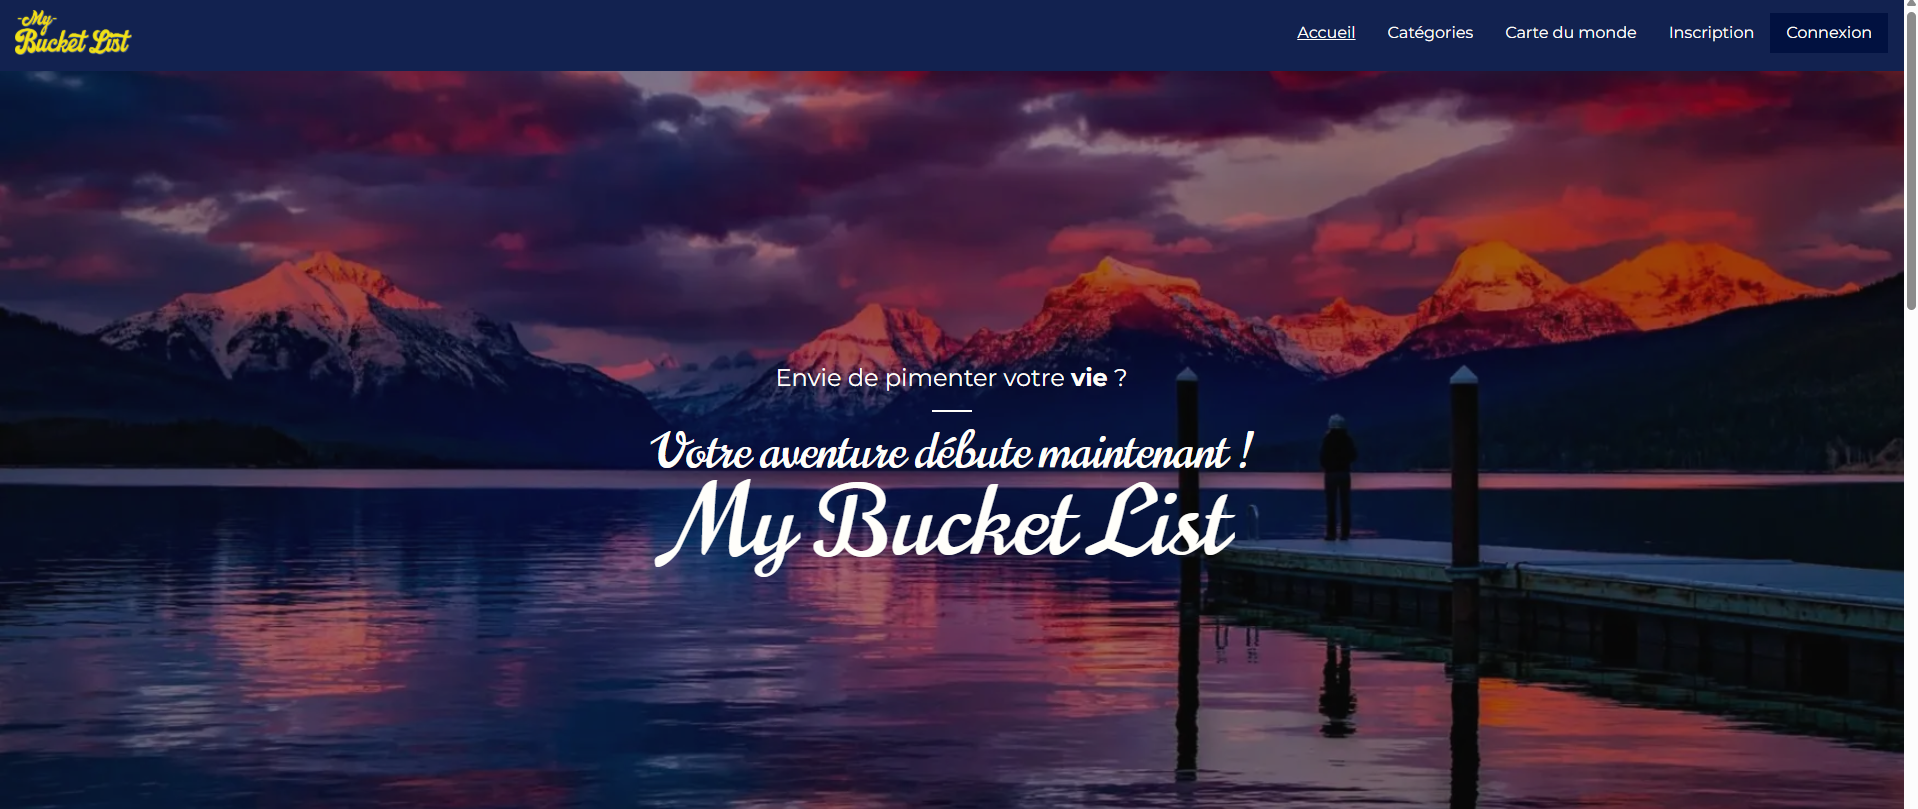 -My-
Bucket List
Accueil
Catégories
Carte du monde
Inscription
Connexion
Envie de pimenter votre vie ?
Votre aventure débute maintenant !
My Bucket List